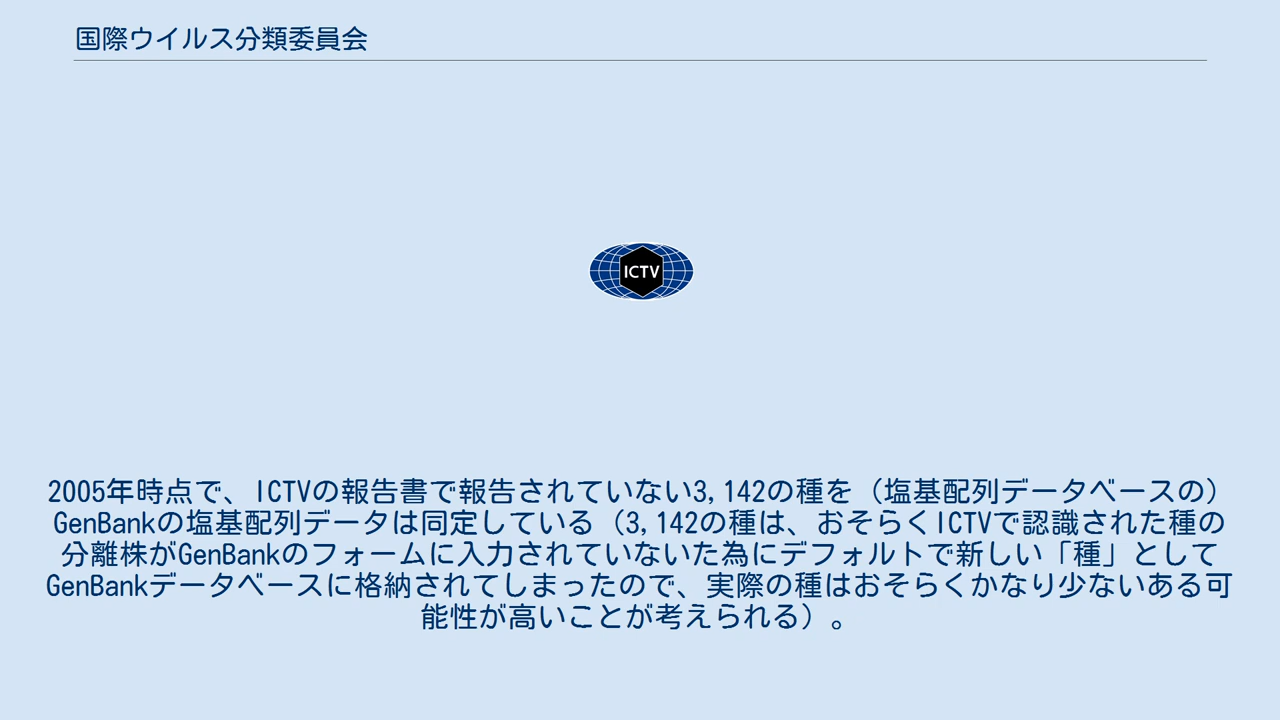 国際ウイルス分類委員会
ICTV
2005年時点で、ICTVの報告書で報告されていない3,142の種を（塩基配列データベースの）
GenBankの塩基配列データは同定している（3,142の種は、おそらくICTVで認識された種の
分離株がGenBankのフォームに入力されていないた為にデフォルトで新しい「種」として
GenBankデータベースに格納されてしまったので、実際の種はおそらくかなり少ないある可
能性が高いことが考えられる）。